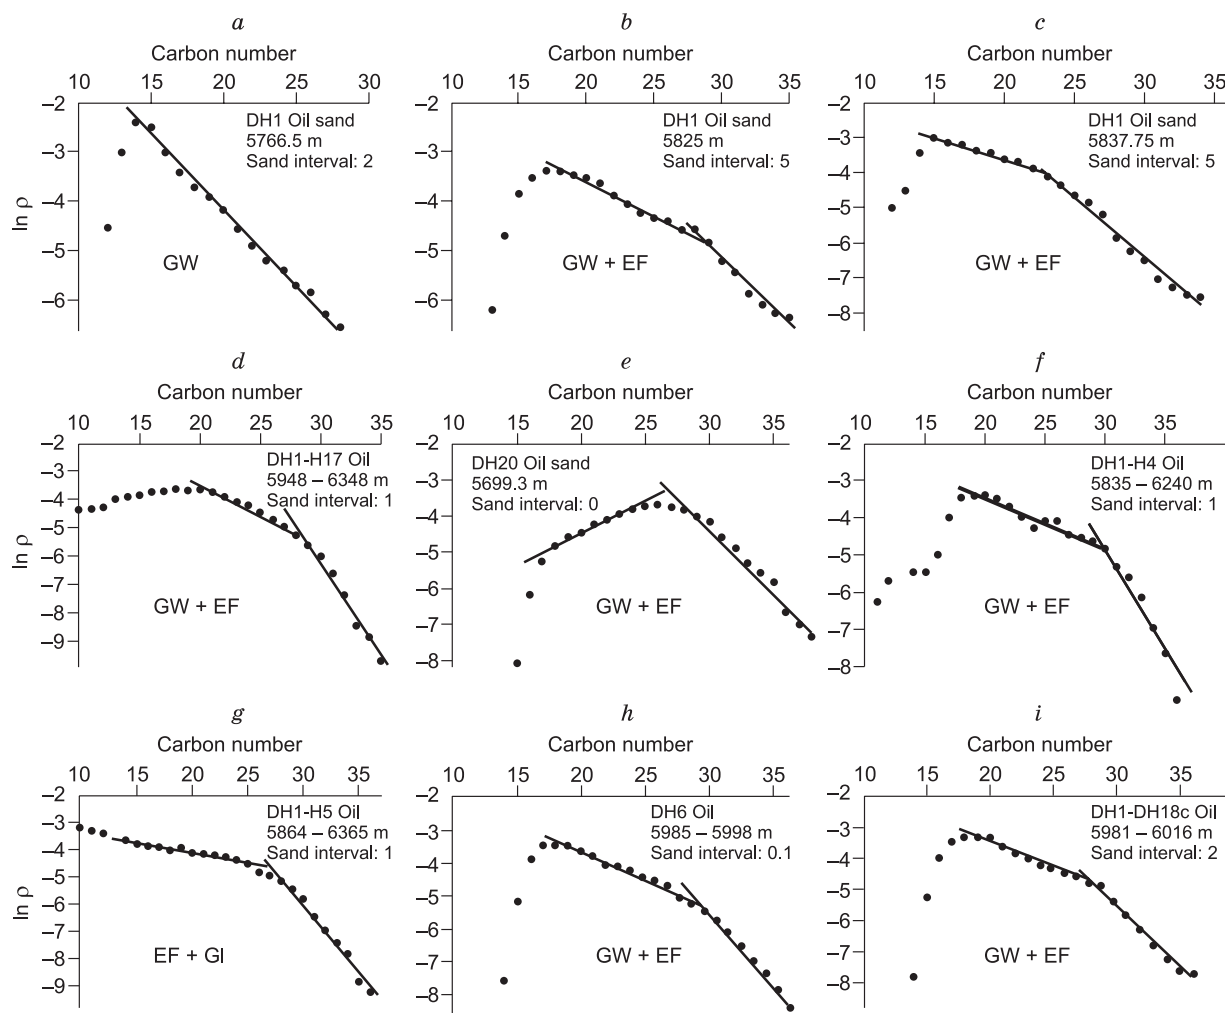 a
Carbon number
10 15 20 25 30
–2
–3
–4
–5
–6
ln ρ
DH1 Oil sand
5766.5 m
Sand interval: 2
GW
b
Carbon number
10 15 20 25 30 35
–2
–3
–4
–5
–6
DH1 Oil sand
5825 m
Sand interval: 5
GW + EF
c
Carbon number
10 15 20 25 30 35
–2
–3
–4
–5
–6
–7
–8
DH1 Oil sand
5837.75 m
Sand interval: 5
GW + EF
d
Carbon number
10 15 20 25 30 35
–2
–3
–4
–5
–6
–7
–8
–9
ln ρ
DH1-H17 Oil
5948 – 6348 m
Sand interval: 1
GW + EF
e
Carbon number
10 15 20 25 30 35
–2
–3
–4
–5
–6
–7
–8
DH20 Oil sand
5699.3 m
Sand interval: 0
GW + EF
f
Carbon number
10 15 20 25 30 35
–2
–3
–4
–5
–6
–7
–8
DH1-H4 Oil
5835 – 6240 m
Sand interval: 1
GW + EF
g
Carbon number
10 15 20 25 30 35
–2
–3
–4
–5
–6
–7
–8
–9
ln ρ
DH1-H5 Oil
5864 – 6365 m
Sand interval: 1
EF + GI
h
Carbon number
10 15 20 25 30 35
–2
–3
–4
–5
–6
–7
–8
DH6 Oil
5985 – 5998 m
Sand interval: 0.1
GW + EF
i
Carbon number
10 15 20 25 30 35
–2
–3
–4
–5
–6
–7
–8
DH1-DH18c Oil
5981 – 6016 m
Sand interval: 2
GW + EF